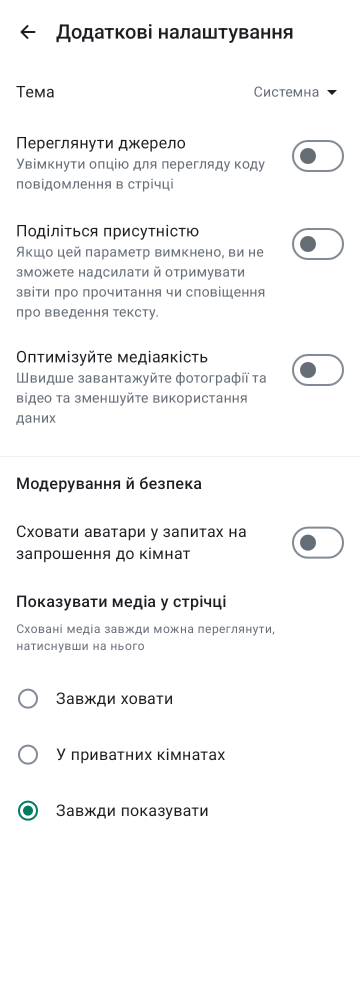 Додаткові налаштування
Тема
Системна
Переглянути джерело
Увімкнути опцію для перегляду коду
повідомлення в стрічці
Поділіться присутністю
Якщо цей параметр вимкнено, ви не
зможете надсилати й отримувати
звіти про прочитання чи сповіщення
про введення тексту.
Оптимізуйте медіаякість
Швидше завантажуйте фотографії та
відео та зменшуйте використання
даних
Модерування й безпека
Сховати аватари у запитах на
запрошення до кімнат
Показувати медіа у стрічці
Сховані медіа завжди можна переглянути,
натиснувши на нього
Завжди ховати
У приватних кімнатах
Завжди показувати